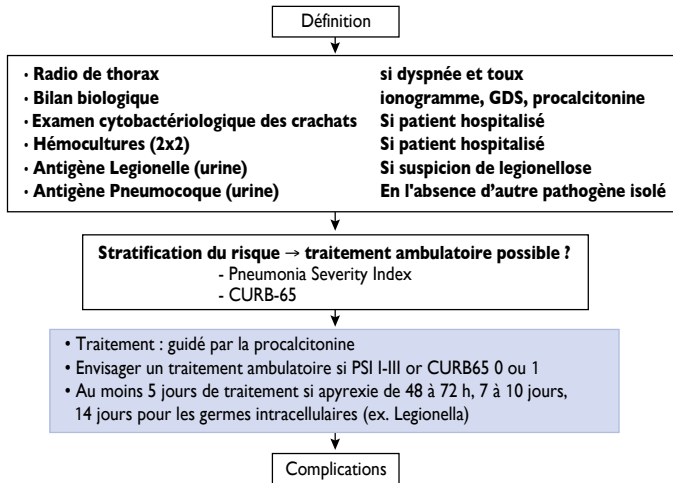 Définition
· Radio de thorax si dyspnée et toux
· Bilan biologique ionogramme, GDS, procalcitonine
· Examen cytobactériologique des crachats Si patient hospitalisé
· Hémocultures (2x2) Si patient hospitalisé
· Antigène Legionelle (urine) Si suspicion de legionellose
· Antigène Pneumocoque (urine) En l'absence d'autre pathogène isolé
Stratification du risque → traitement ambulatoire possible ?
- Pneumonia Severity Index
- CURB-65
• Traitement : guidé par la procalcitonine
• Envisager un traitement ambulatoire si PSI I-III or CURB65 0 ou 1
• Au moins 5 jours de traitement si apyrexie de 48 à 72 h, 7 à 10 jours,
14 jours pour les germes intracellulaires (ex. Legionella)
Complications